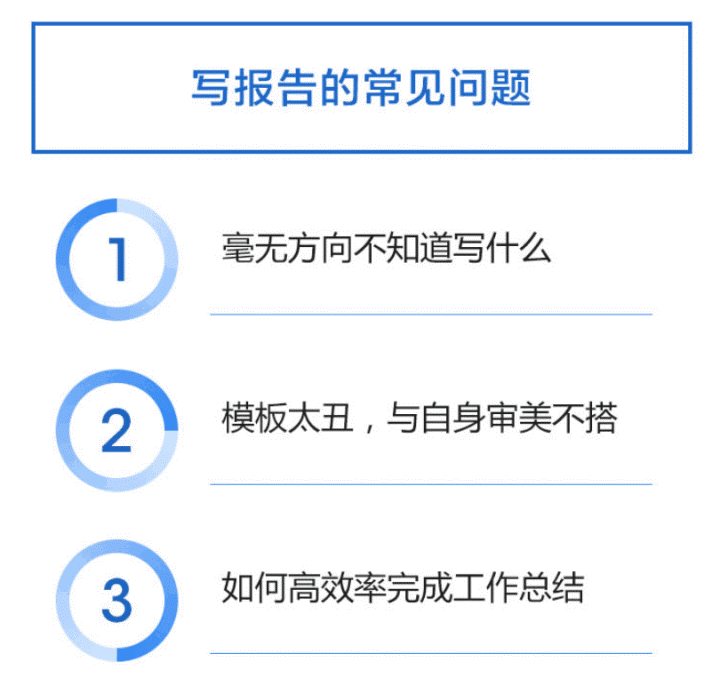 写报告的常见问题
1
毫无方向不知道写什么
2
模板太丑，与自身审美不搭
3
如何高效率完成工作总结